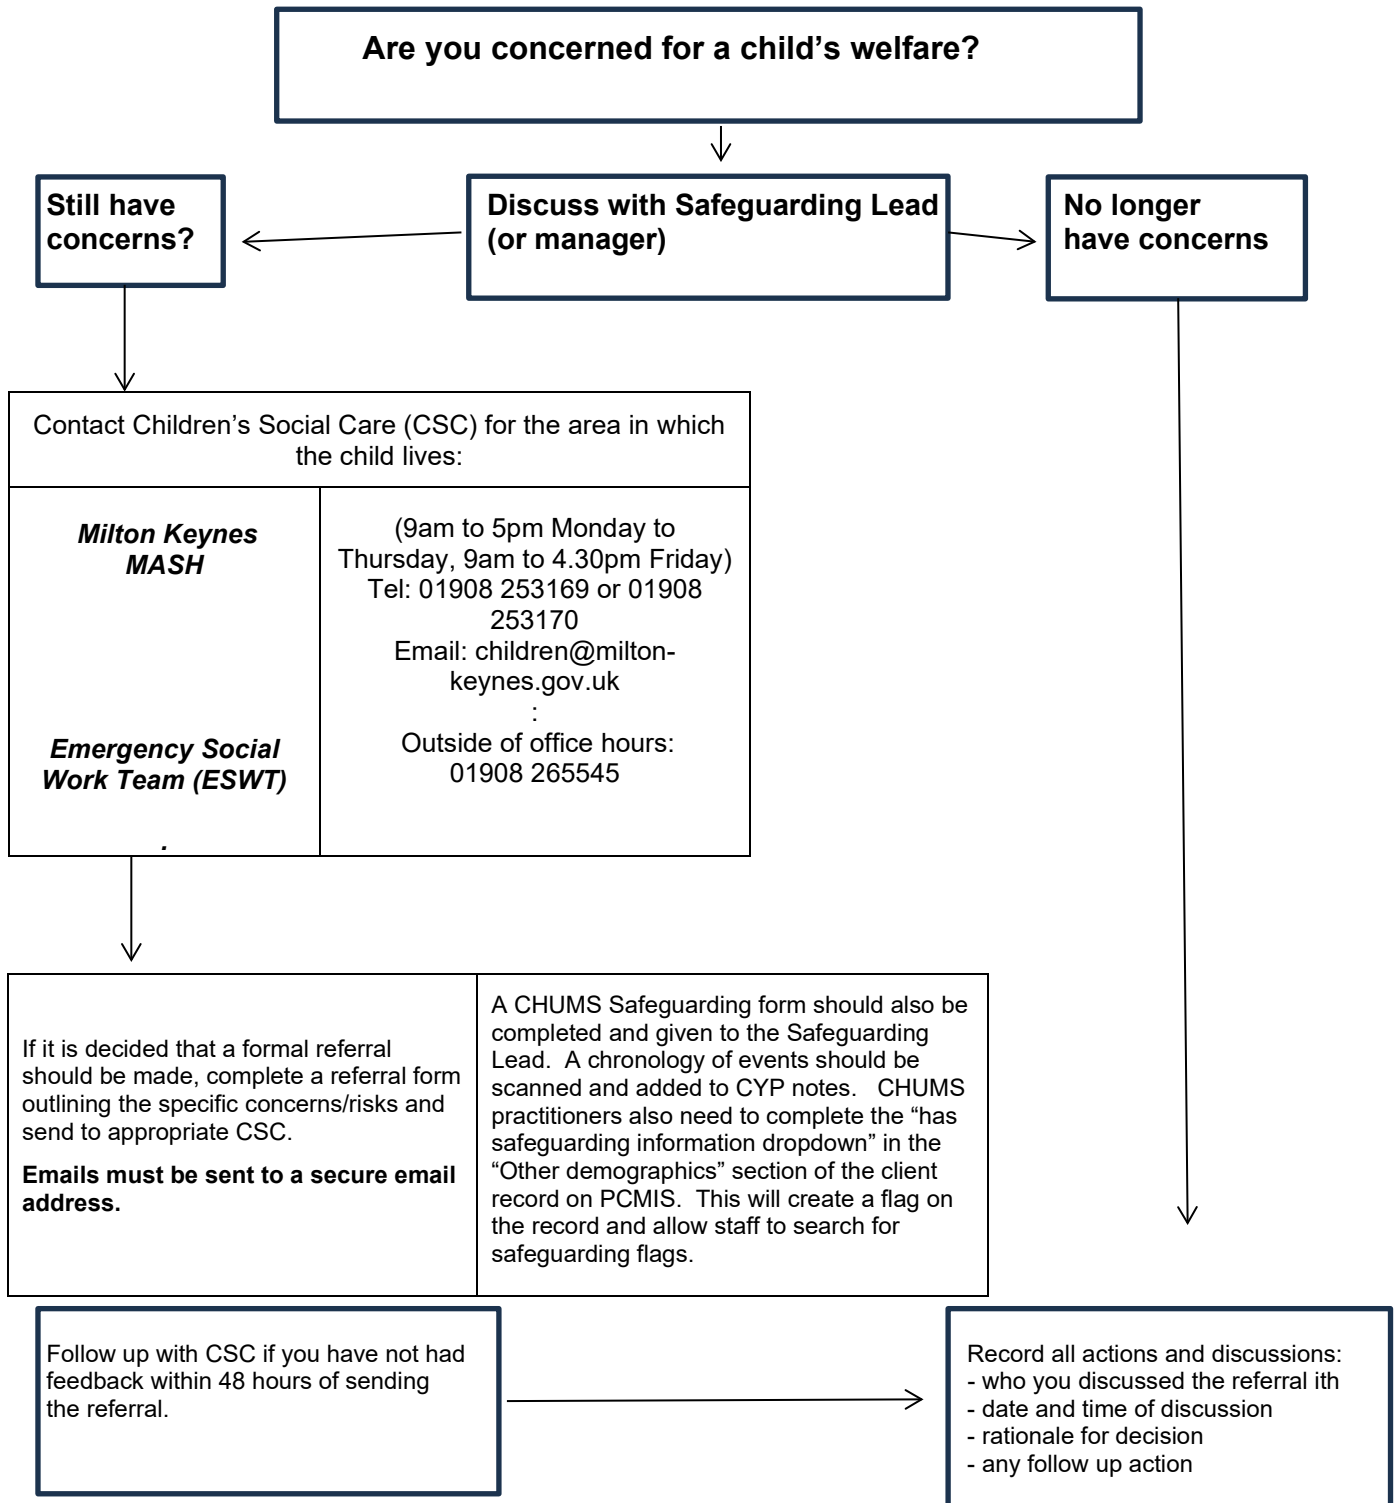 Are you concerned for a child’s welfare?
Still have
concerns?
Discuss with Safeguarding Lead
(or manager)
No longer
have concerns
Contact Children’s Social Care (CSC) for the area in which
the child lives:
Milton Keynes
MASH
(9am to 5pm Monday to
Thursday, 9am to 4.30pm Friday)
Tel: 01908 253169 or 01908
253170
Email: children@milton-
keynes.gov.uk
:
Emergency Social
Work Team (ESWT)
.
Outside of office hours:
01908 265545
If it is decided that a formal referral
should be made, complete a referral form
outlining the specific concerns/risks and
send to appropriate CSC.
Emails must be sent to a secure email
address.
A CHUMS Safeguarding form should also be
completed and given to the Safeguarding
Lead.  A chronology of events should be
scanned and added to CYP notes.   CHUMS
practitioners also need to complete the “has
safeguarding information dropdown” in the
“Other demographics” section of the client
record on PCMIS.  This will create a flag on
the record and allow staff to search for
safeguarding flags.
Follow up with CSC if you have not had
feedback within 48 hours of sending
the referral.
Record all actions and discussions:
- who you discussed the referral ith
- date and time of discussion
- rationale for decision
- any follow up action